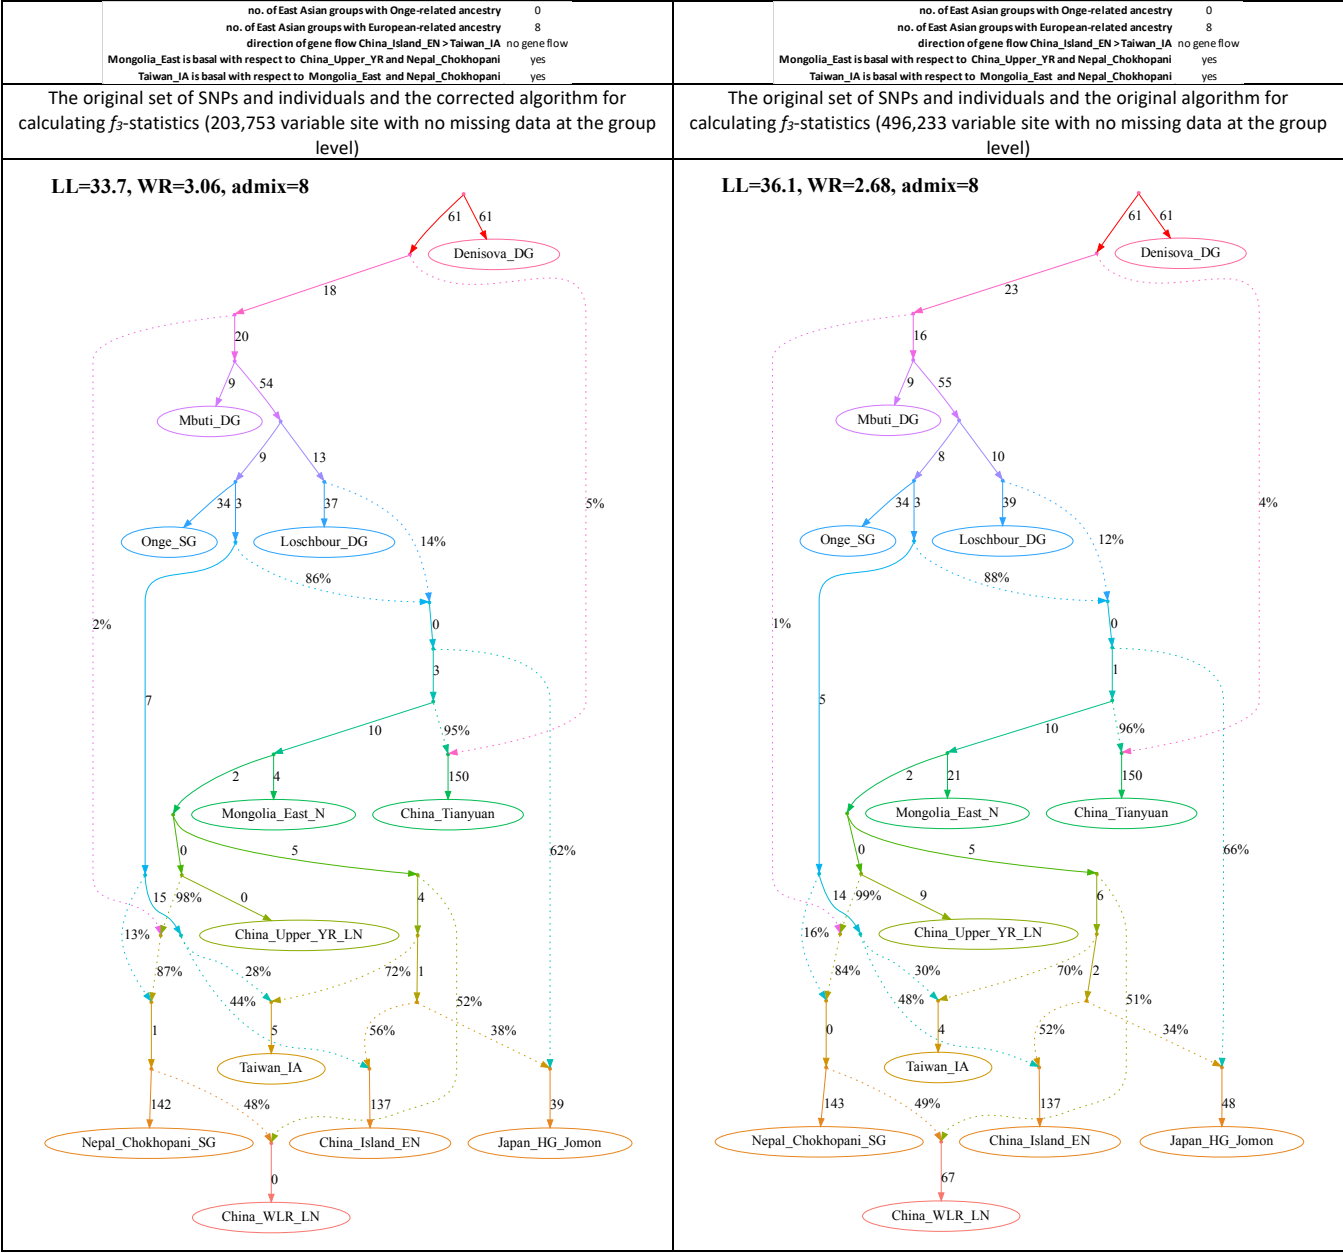 no. of East Asian groups with Onge-related ancestry 0
no. of East Asian groups with European-related ancestry 8
direction of gene flow China_Island_EN > Taiwan_IA no gene flow
Mongolia_East is basal with respect to China_Upper_YR and Nepal_Chokhopani yes
Taiwan_IA is basal with respect to Mongolia_East and Nepal_Chokhopani yes
The original set of SNPs and individuals and the corrected algorithm for
calculating f3-statistics (203,753 variable site with no missing data at the group
level)
LL=33.7, WR=3.06, admix=8
61 61
Denisova_DG
18
20
9 54
Mbuti_DG
9 13
34 3 37 5%
Onge_SG Loschbour_DG
14%
86%
2% 0
3
7
10 95%
2 4 150
Mongolia_East_N China_Tianyuan
0 5 62%
15 98% 0 4
13% China_Upper_YR_LN
87% 28% 72% 1
44% 52%
1 5 56% 38%
Taiwan_IA
142 48% 137 39
Nepal_Chokhopani_SG China_Island_EN Japan_HG_Jomon
0
China_WLR_LN
no. of East Asian groups with Onge-related ancestry 0
no. of East Asian groups with European-related ancestry 8
direction of gene flow China_Island_EN > Taiwan_IA no gene flow
Mongolia_East is basal with respect to China_Upper_YR and Nepal_Chokhopani yes
Taiwan_IA is basal with respect to Mongolia_East and Nepal_Chokhopani yes
The original set of SNPs and individuals and the original algorithm for
calculating f3-statistics (496,233 variable site with no missing data at the group
level)
LL=36.1, WR=2.68, admix=8
61 61
Denisova_DG
23
16
9 55
Mbuti_DG
8 10
34 3 39 4%
Onge_SG Loschbour_DG
12%
88%
1% 0
1
5
10 96%
2 21 150
Mongolia_East_N China_Tianyuan
0 5 66%
14 99% 9 6
16% China_Upper_YR_LN
84% 30% 70% 2
48% 51%
0 4 52% 34%
Taiwan_IA
143 49% 137 48
Nepal_Chokhopani_SG China_Island_EN Japan_HG_Jomon
67
China_WLR_LN